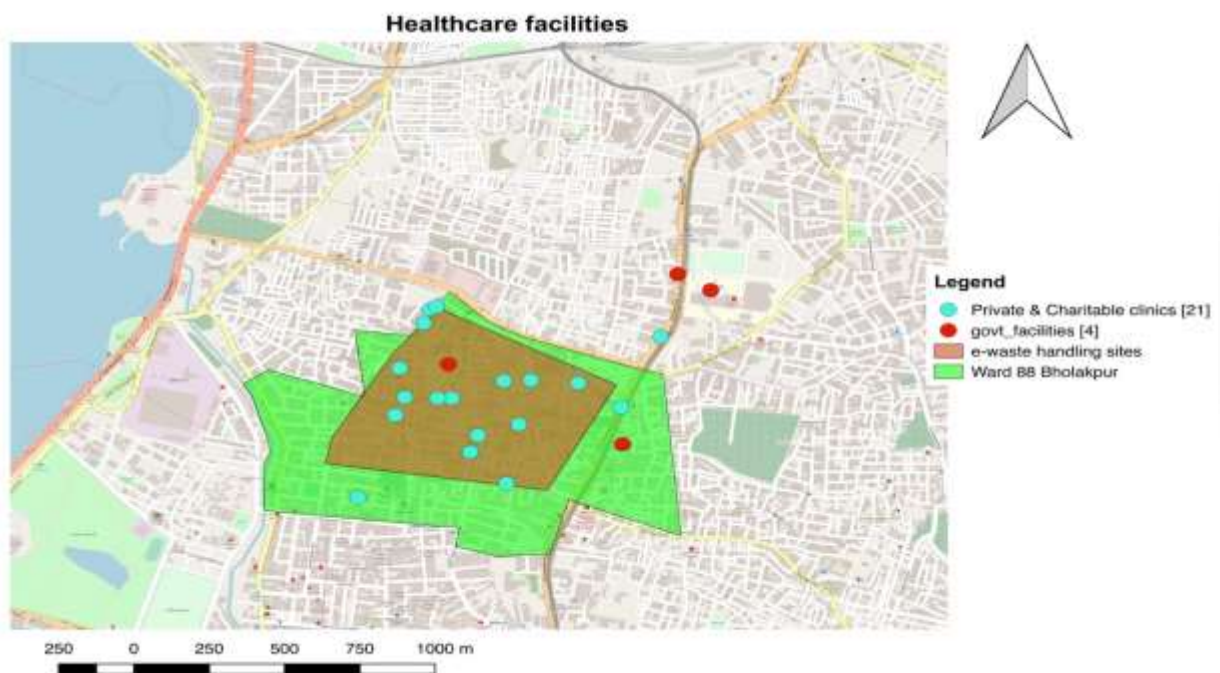 Healthcare facilities
Legend
Private & Charitable clinics [21]
govt_facilities [4]
e-waste handling sites
Ward 88 Bholakpur
250 0 250 500 750 1000 m